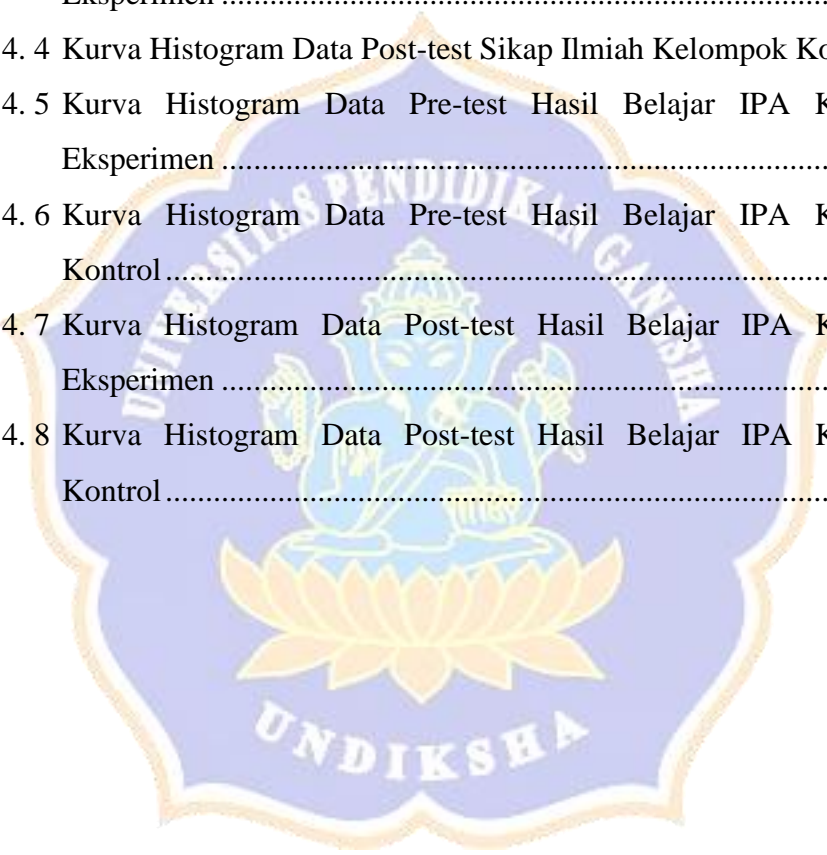 Eksperimen ....................................................................................
4. 4 Kurva Histogram Data Post-test Sikap Ilmiah Kelompok
4. 5 Kurva Histogram Data Pre-test Hasil Belajar IPA
Eksperimen ....................................................................................
4. 6 Kurva Histogram Data Pre-test Hasil Belajar IPA
Kontrol ..........................................................................................
4. 7 Kurva Histogram Data Post-test Hasil Belajar IPA
Eksperimen ....................................................................................
4. 8 Kurva Histogram Data Post-test Hasil Belajar IPA
Kontrol ..........................................................................................
UNIVERSITAS PENDIDIKAN GANESHA
UNDIKSHA